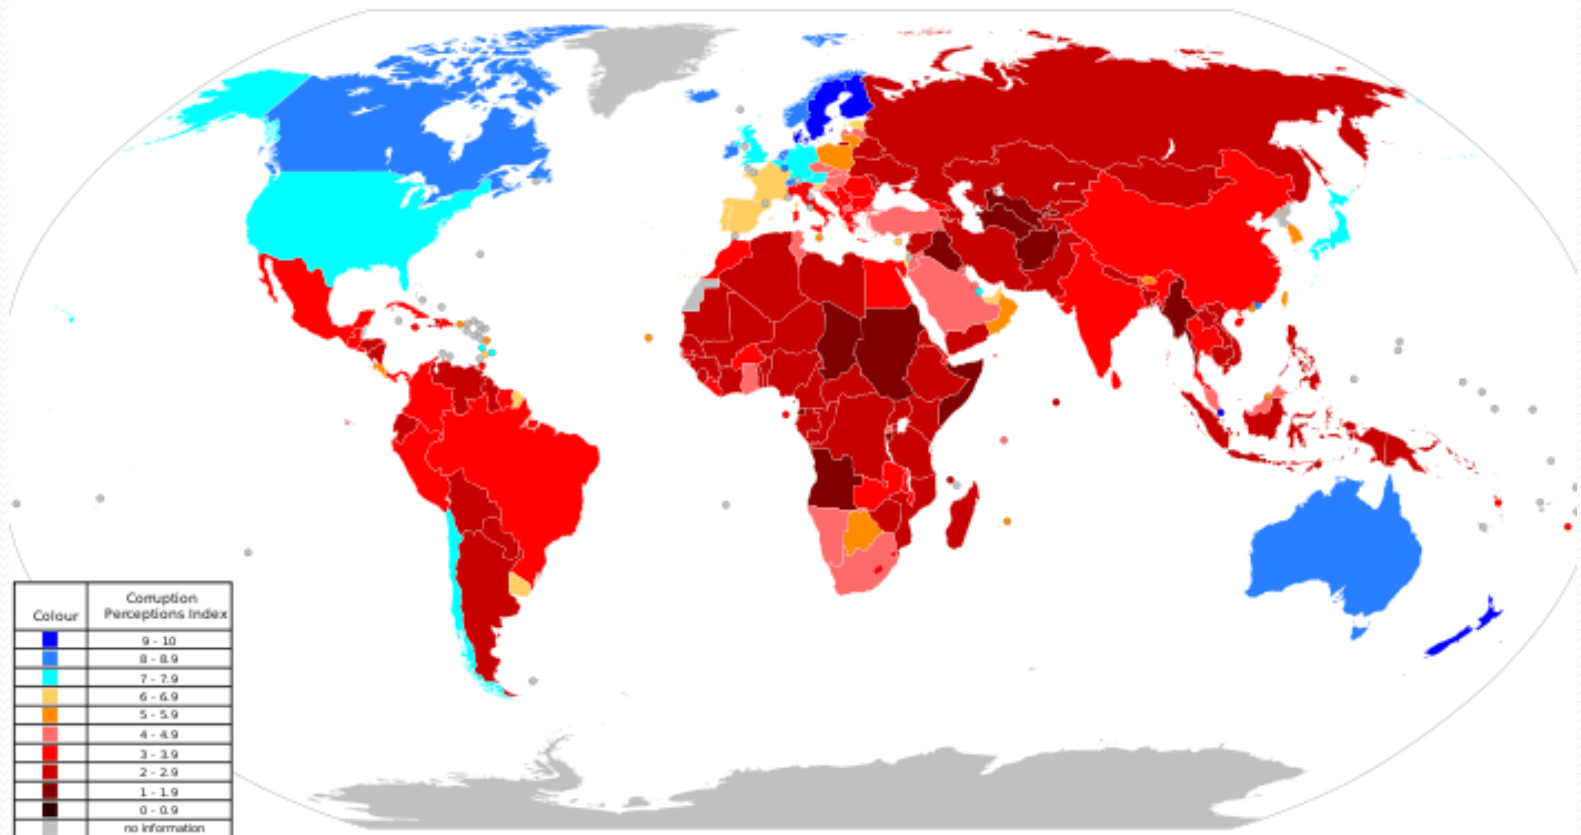 Colour
Corruption
Perceptions Index
9 - 10
8 - 8.9
7 - 7.9
6 - 6.9
5 - 5.9
4 - 4.9
3 - 3.9
2 - 2.9
1 - 1.9
0 - 0.9
no information